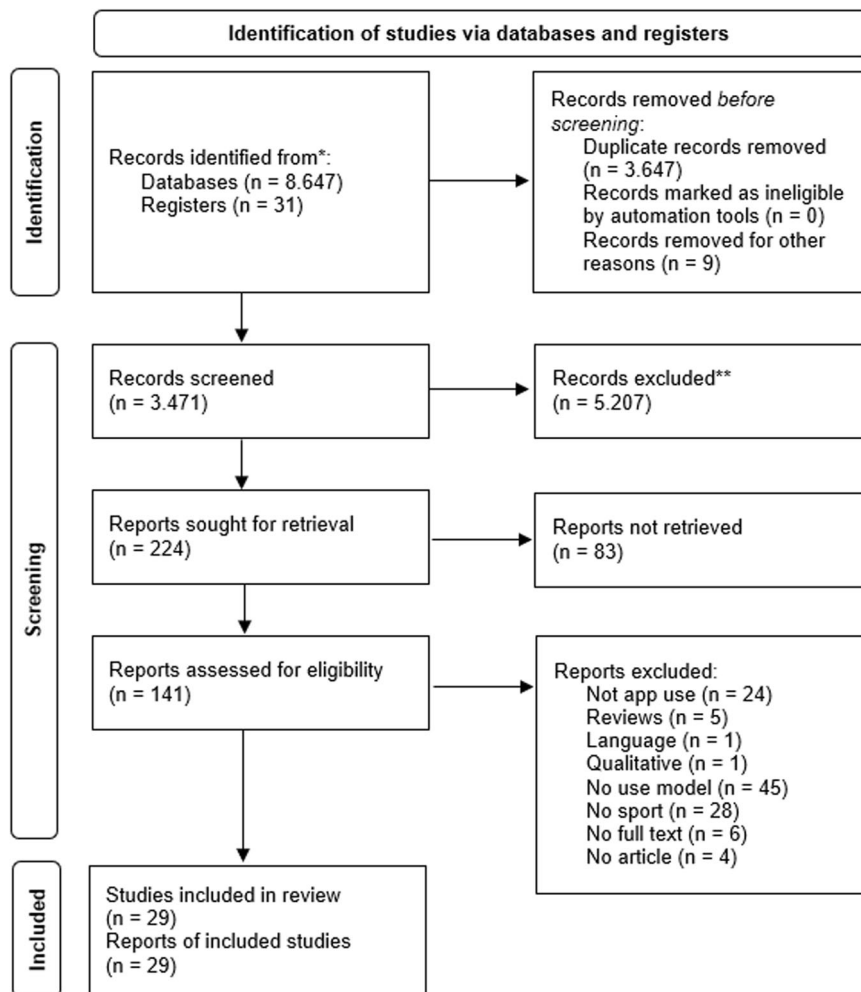 Identification of studies via databases and registers
Identification
Records identified from*:
Databases (n = 8.647)
Registers (n = 31)
Records removed before
screening:
Duplicate records removed
(n = 3.647)
Records marked as ineligible
by automation tools (n = 0)
Records removed for other
reasons (n = 9)
Screening
Records screened
(n = 3.471)
Records excluded**
(n = 5.207)
Reports sought for retrieval
(n = 224)
Reports not retrieved
(n = 83)
Reports assessed for eligibility
(n = 141)
Reports excluded:
Not app use (n = 24)
Reviews (n = 5)
Language (n = 1)
Qualitative (n = 1)
No use model (n = 45)
No sport (n = 28)
No full text (n = 6)
No article (n = 4)
Included
Studies included in review
(n = 29)
Reports of included studies
(n = 29)